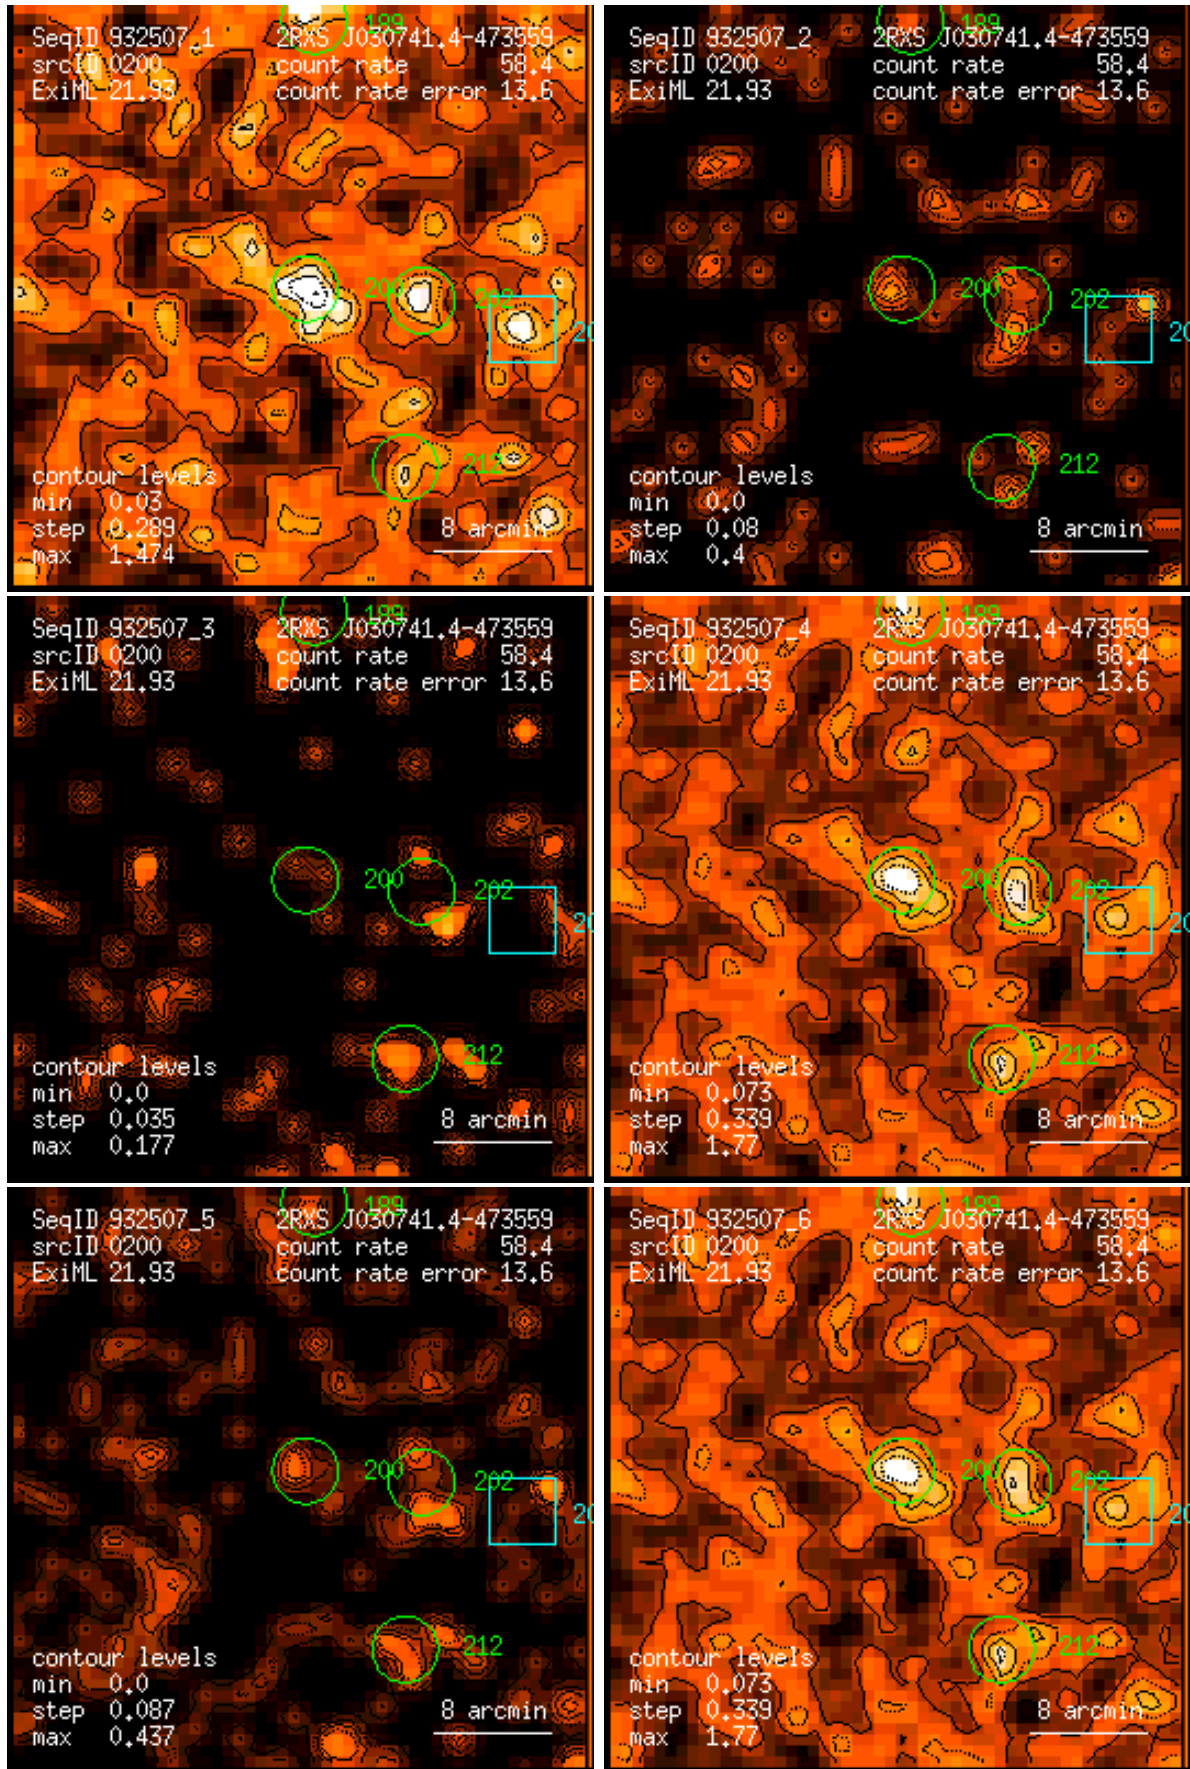 189
SeqID 932507_1 2RXS J030741.4-473559
srcID 0200 count rate 58.4
ExiML 21.93 count rate error 13.6
200
202
20
212
contour levels
min 0.03
step 0.289
max 1.474
8 arcmin
189
SeqID 932507_2 2RXS J030741.4-473559
srcID 0200 count rate 58.4
ExiML 21.93 count rate error 13.6
200
202
20
212
contour levels
min 0.0
step 0.08
max 0.4
8 arcmin
189
SeqID 932507_3 2RXS J030741.4-473559
srcID 0200 count rate 58.4
ExiML 21.93 count rate error 13.6
200
202
20
212
contour levels
min 0.0
step 0.035
max 0.177
8 arcmin
189
SeqID 932507_4 2RXS J030741.4-473559
srcID 0200 count rate 58.4
ExiML 21.93 count rate error 13.6
200
202
20
212
contour levels
min 0.073
step 0.339
max 1.77
8 arcmin
189
SeqID 932507_5 2RXS J030741.4-473559
srcID 0200 count rate 58.4
ExiML 21.93 count rate error 13.6
200
202
20
212
contour levels
min 0.0
step 0.087
max 0.437
8 arcmin
189
SeqID 932507_6 2RXS J030741.4-473559
srcID 0200 count rate 58.4
ExiML 21.93 count rate error 13.6
200
202
20
212
contour levels
min 0.073
step 0.339
max 1.77
8 arcmin